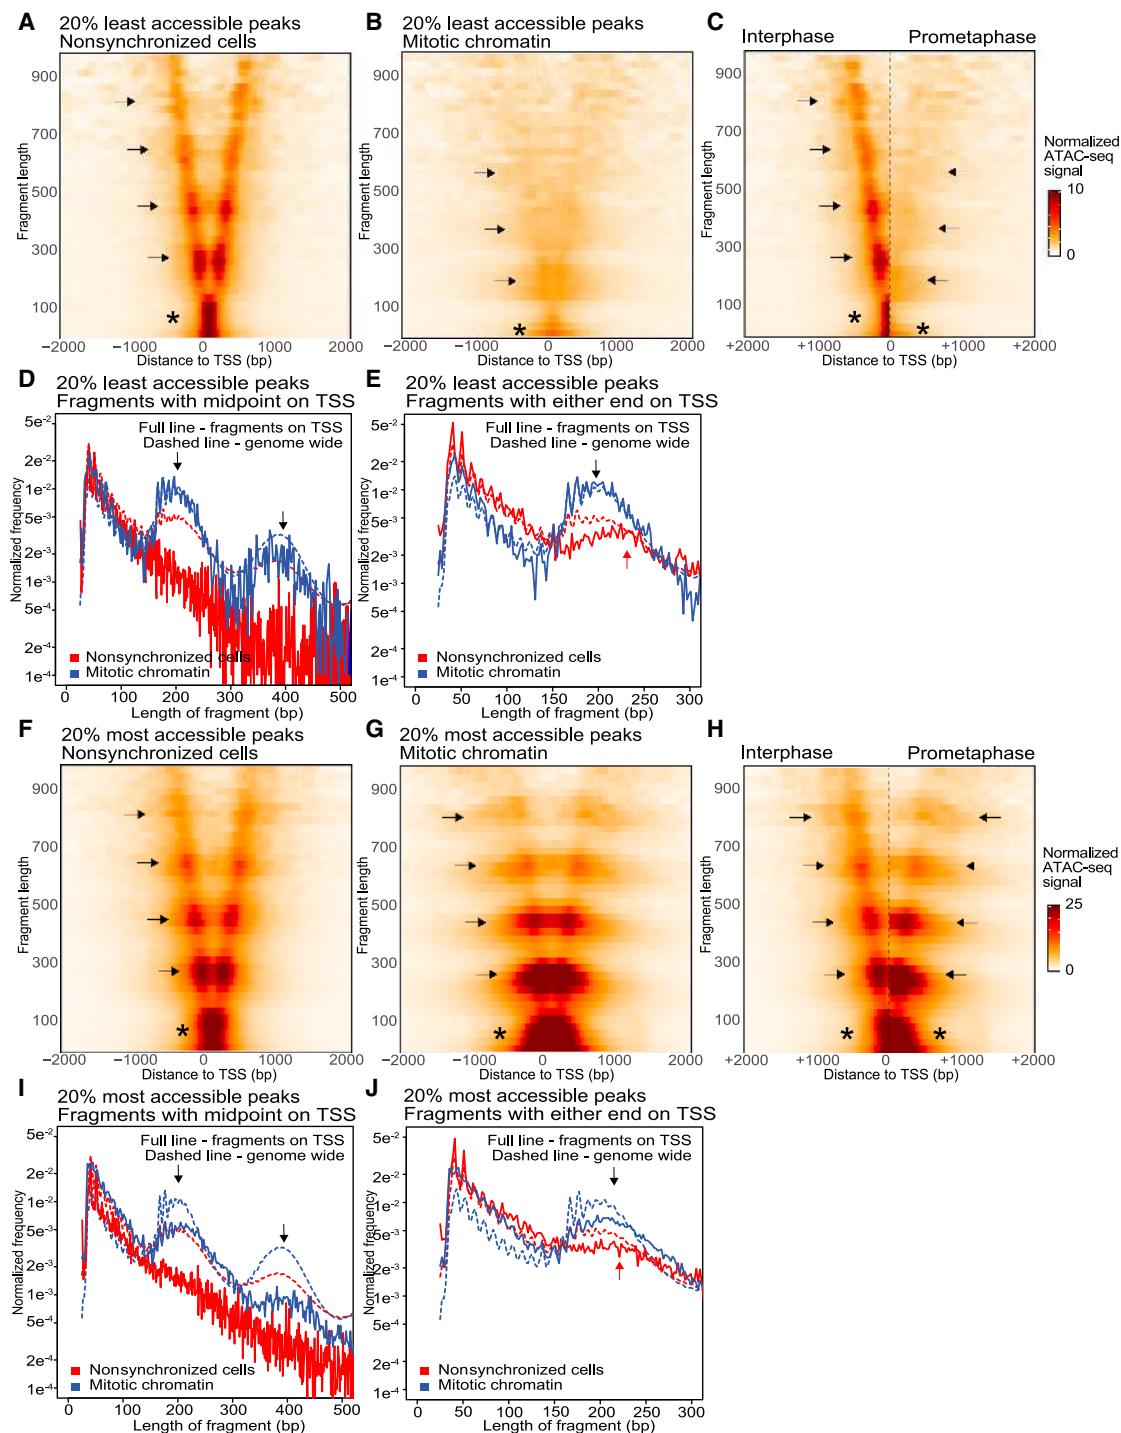 A 20% least accessible peaks
Nonsynchronized cells
B 20% least accessible peaks
Mitotic chromatin
C Interphase Prometaphase
Fragment length
900
700
500
300
100
*
−2000 −1000 0 1000 2000
Distance to TSS (bp)
Fragment length
900
700
500
300
100
*
−2000 −1000 0 1000 2000
Distance to TSS (bp)
Fragment length
900
700
500
300
100
* *
+2000 +1000 0 +1000 +2000
Distance to TSS (bp)
Normalized
ATAC-seq
signal
10
0
D 20% least accessible peaks
Fragments with midpoint on TSS
Full line - fragments on TSS
Dashed line - genome wide
Normalized frequency
5e-2
2e-2
1e-2
5e-3
2e-3
1e-3
5e-4
2e-4
1e-4
Nonsynchronized cells
Mitotic chromatin
0 100 200 300 400 500
Length of fragment (bp)
E 20% least accessible peaks
Fragments with either end on TSS
Full line - fragments on TSS
Dashed line - genome wide
Normalized frequency
5e-2
2e-2
1e-2
5e-3
2e-3
1e-3
5e-4
2e-4
1e-4
Nonsynchronized cells
Mitotic chromatin
0 50 100 150 200 250 300
Length of fragment (bp)
F 20% most accessible peaks
Nonsynchronized cells
G 20% most accessible peaks
Mitotic chromatin
H Interphase Prometaphase
Fragment length
900
700
500
300
100
*
−2000 −1000 0 1000 2000
Distance to TSS (bp)
Fragment length
900
700
500
300
100
*
−2000 −1000 0 1000 2000
Distance to TSS (bp)
Fragment length
900
700
500
300
100
* *
+2000 +1000 0 +1000 +2000
Distance to TSS (bp)
Normalized
ATAC-seq
signal
25
0
I 20% most accessible peaks
Fragments with midpoint on TSS
Full line - fragments on TSS
Dashed line - genome wide
Normalized frequency
5e-2
2e-2
1e-2
5e-3
2e-3
1e-3
5e-4
2e-4
1e-4
Nonsynchronized cells
Mitotic chromatin
0 100 200 300 400 500
Length of fragment (bp)
J 20% most accessible peaks
Fragments with either end on TSS
Full line - fragments on TSS
Dashed line - genome wide
Normalized frequency
5e-2
2e-2
1e-2
5e-3
2e-3
1e-3
5e-4
2e-4
1e-4
Nonsynchronized cells
Mitotic chromatin
0 50 100 150 200 250 300
Length of fragment (bp)